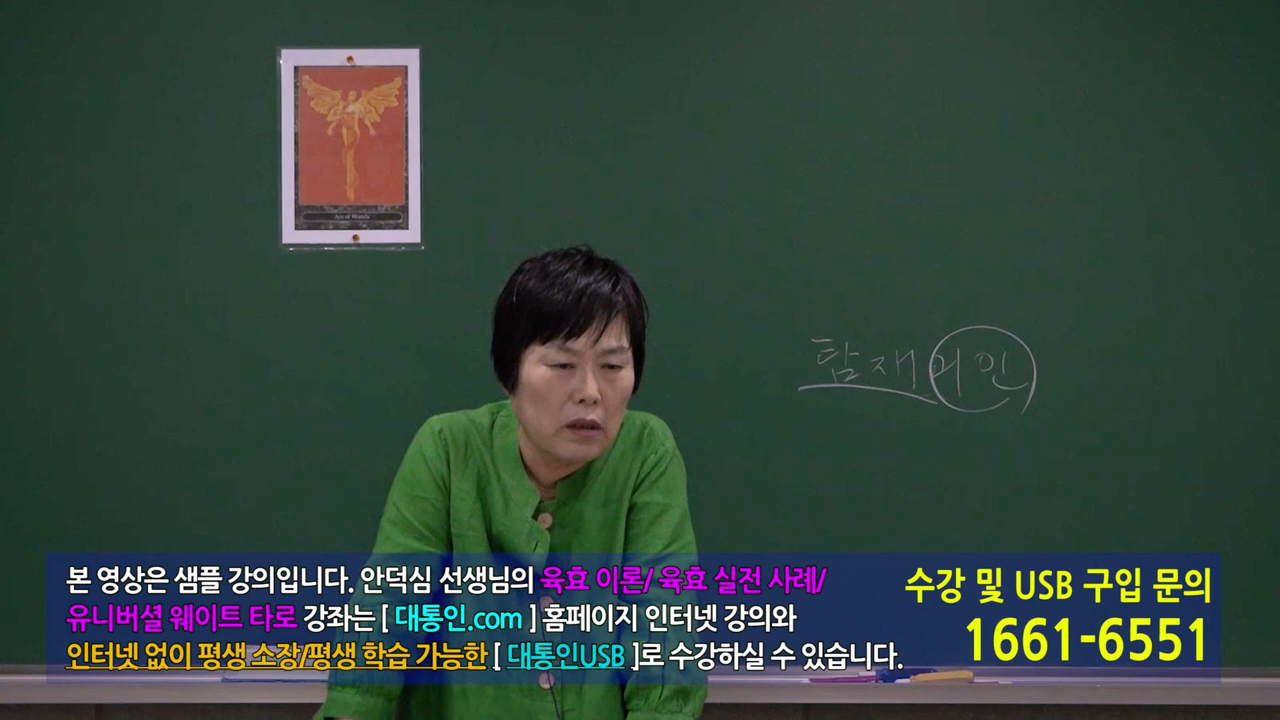 Ace of Wands
탐재괴인
본 영상은 샘플 강의입니다. 안덕심 선생님의 육효 이론/ 육효 실전 사례/
유니버셜 웨이트 타로 강좌는 [ 대통인.com ] 홈페이지 인터넷 강의와
인터넷 없이 평생 소장/평생 학습 가능한 [ 대통인USB ]로 수강하실 수 있습니다.
수강 및 USB 구입 문의
1661-6551